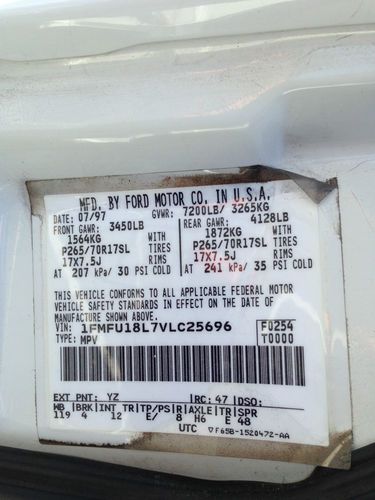 MFD. BY FORD MOTOR CO. IN U.S.A.
DATE: 07/97 GVWR: 7200LB/ 3265KG
FRONT GAWR: 3450LB REAR GAWR: 4128LB
1564KG WITH 1872KG WITH
P265/70R17SL TIRES P265/70R17SL TIRES
17X7.5J RIMS 17X7.5J RIMS
AT 207 kPa/ 30 PSI COLD AT 241 kPa/ 35 PSI COLD
THIS VEHICLE CONFORMS TO ALL APPLICABLE FEDERAL MOTOR
VEHICLE SAFETY STANDARDS IN EFFECT ON THE DATE OF
MANUFACTURE SHOWN ABOVE.
VIN: 1FMFU18L7VLC25696 F0254
TYPE: MPV T0000
EXT PNT: YZ |RC: 47 |DSO:
WB |BRK|INT TR|TP/PS|R|AXLE|TR|SPR
119 4 12 E/ 8 H6 E 48
UTC ▽F65B-1520472-AA